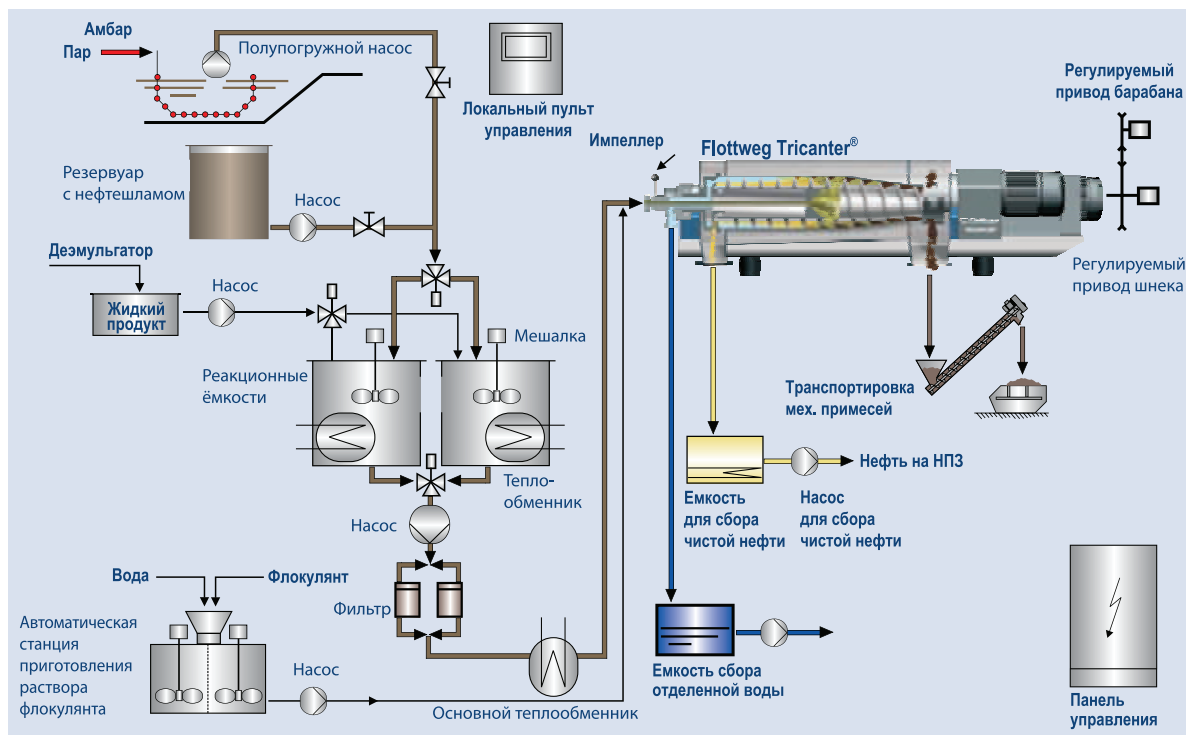 Амбар
Пар
Полупогружной насос
Локальный пульт
управления
Регулируемый
привод барабана
Импеллер
Flottweg Tricanter®
Резервуар
с нефтешламом
Насос
Деэмульгатор
Насос
Жидкий
продукт
Регулируемый
привод шнека
Мешалка
Реакционные
ёмкости
Транспортировка
мех. примесей
Тепло-
обменник
Нефть на НПЗ
Емкость
для сбора
чистой нефти
Насос
для сбора
чистой нефти
Насос
Вода
Флокулянт
Фильтр
Автоматическая
станция
приготовления
раствора
флокулянта
Насос
Основной теплообменник
Емкость сбора
отделенной воды
Панель
управления